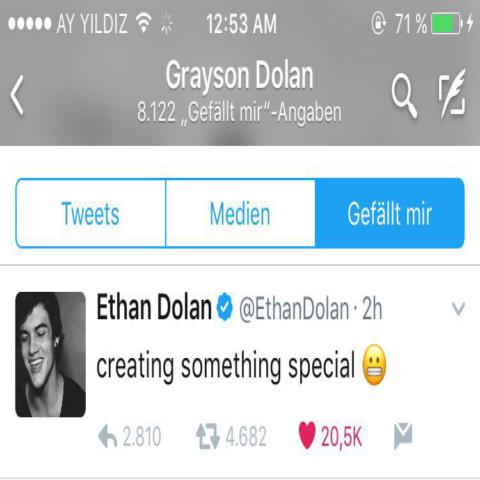 AY YILDIZ 12:53 AM 71 %
Grayson Dolan
8.122 „Gefällt mir“-Angaben
Tweets Medien Gefällt mir
Ethan Dolan @EthanDolan · 2h
creating something special 😬
2.810 4.682 20,5K